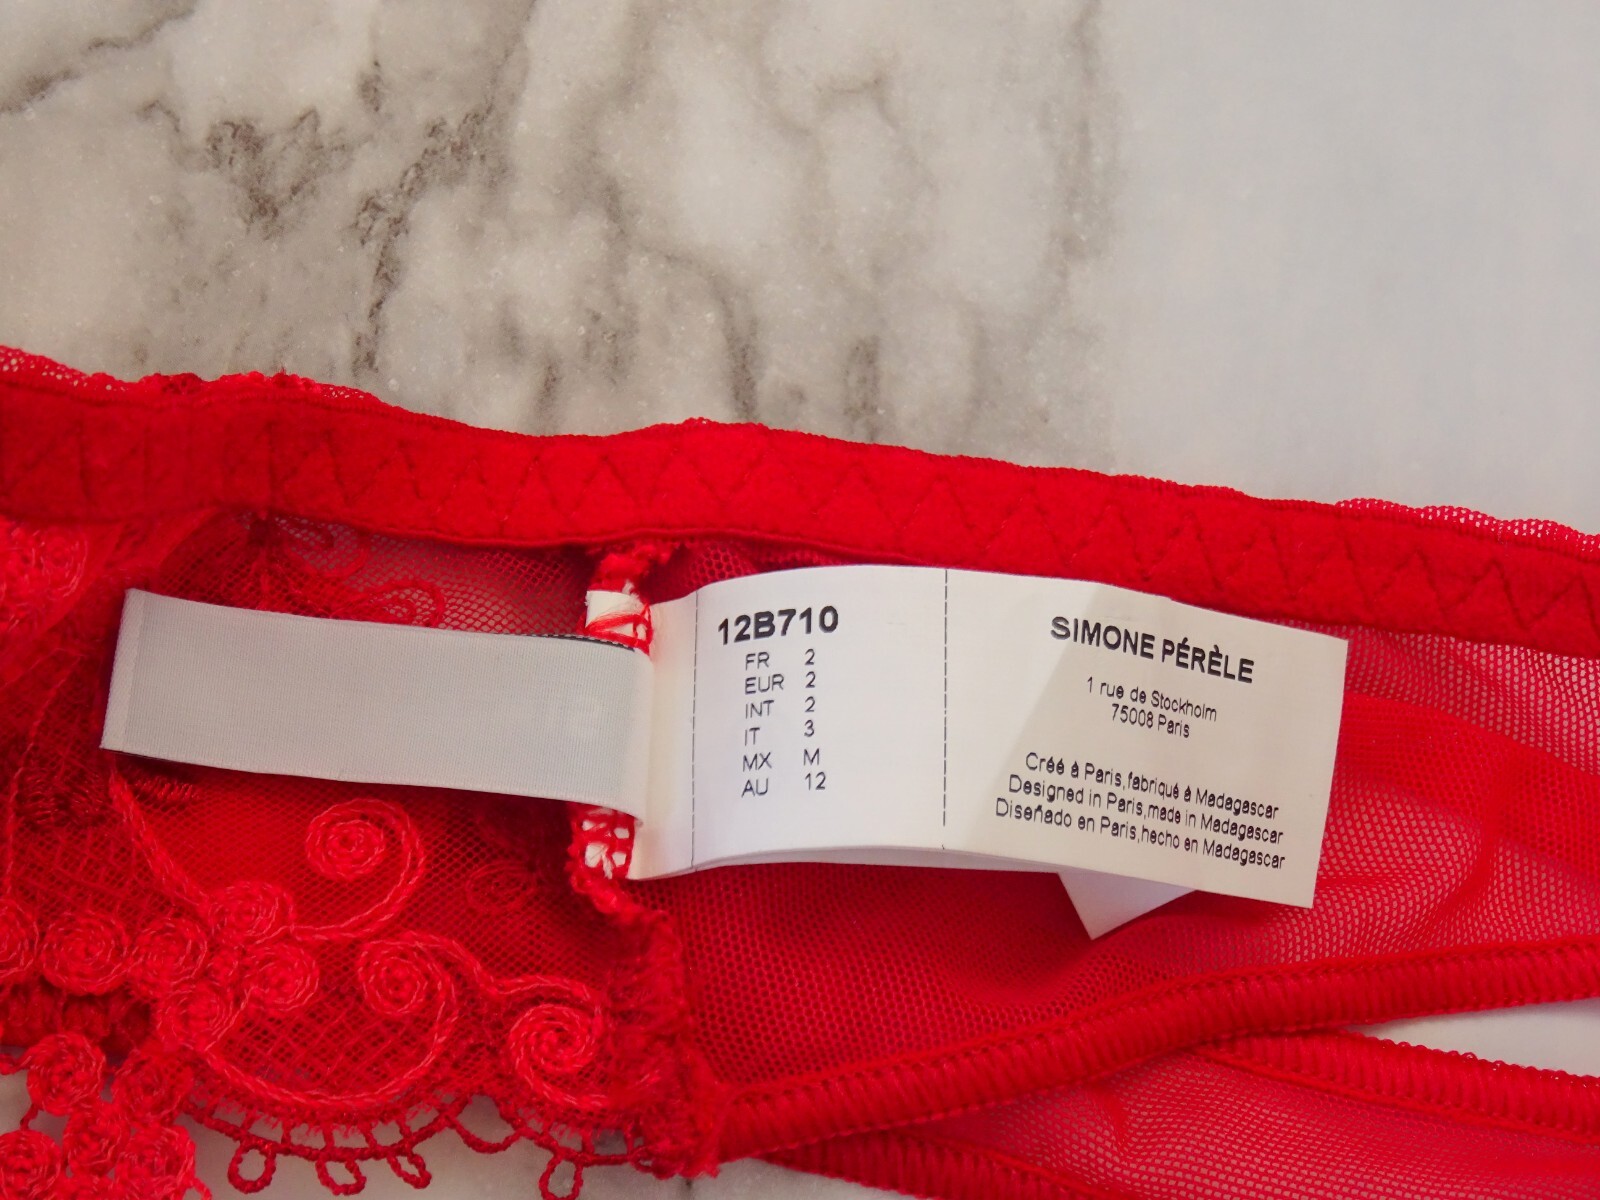 12B710
FR 2
EUR 2
INT 2
IT 3
MX M
AU 12
SIMONE PÉRÈLE
1 rue de Stockholm
75008 Paris
Créé à Paris, fabriqué à Madagascar
Designed in Paris, made in Madagascar
Diseñado en Paris, hecho en Madagascar